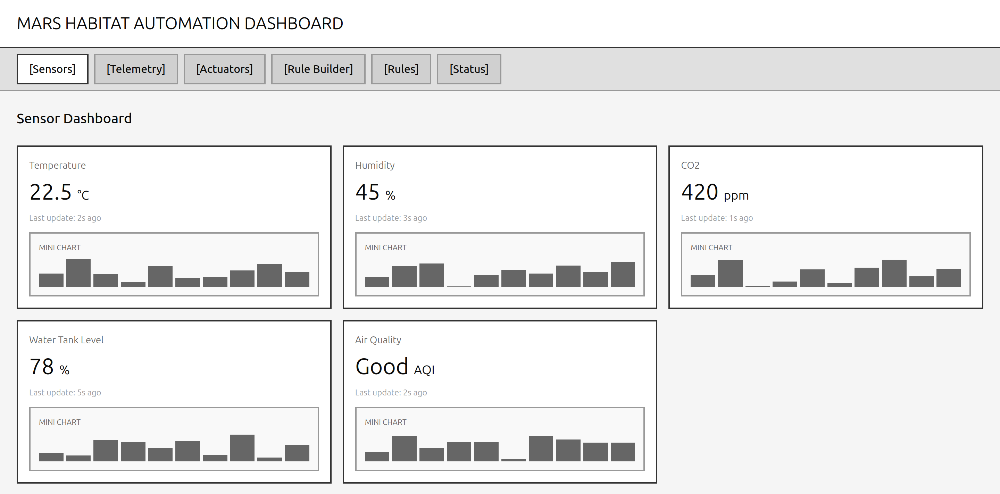 MARS HABITAT AUTOMATION DASHBOARD
[Sensors] [Telemetry] [Actuators] [Rule Builder] [Rules] [Status]
Sensor Dashboard
Temperature
22.5 °C
Last update: 2s ago
MINI CHART
Humidity
45 %
Last update: 3s ago
MINI CHART
CO2
420 ppm
Last update: 1s ago
MINI CHART
Water Tank Level
78 %
Last update: 5s ago
MINI CHART
Air Quality
Good AQI
Last update: 2s ago
MINI CHART